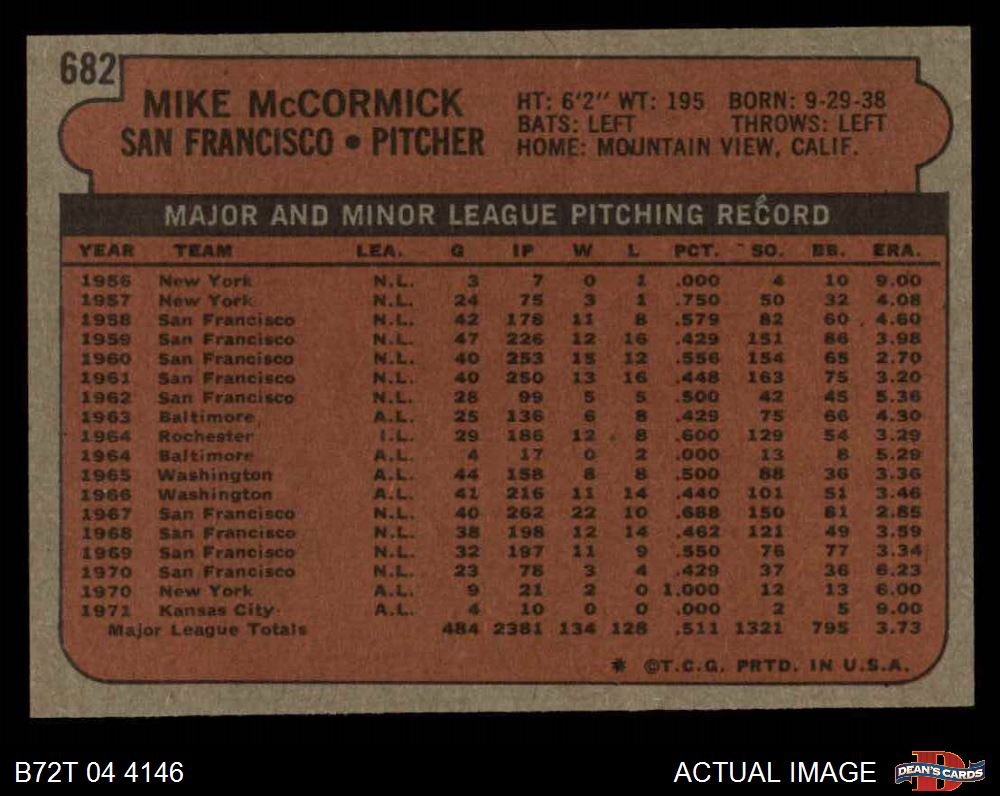 682
MIKE McCORMICK
SAN FRANCISCO • PITCHER
HT: 6'2" WT: 195 BORN: 9-29-38
BATS: LEFT THROWS: LEFT
HOME: MOUNTAIN VIEW, CALIF.
MAJOR AND MINOR LEAGUE PITCHING RECORD
YEAR TEAM LEA. G IP W L PCT. SO. BB. ERA.
1956 New York N.L. 3 7 0 1 .000 4 10 9.00
1957 New York N.L. 24 75 3 1 .750 50 32 4.08
1958 San Francisco N.L. 42 178 11 8 .579 82 60 4.60
1959 San Francisco N.L. 47 226 12 16 .429 151 86 3.98
1960 San Francisco N.L. 40 253 15 12 .556 154 65 2.70
1961 San Francisco N.L. 40 250 13 16 .448 163 75 3.20
1962 San Francisco N.L. 28 99 5 5 .500 42 45 5.36
1963 Baltimore A.L. 25 136 6 8 .429 75 66 4.30
1964 Rochester I.L. 29 186 12 8 .600 129 54 3.29
1964 Baltimore A.L. 4 17 0 2 .000 13 8 5.29
1965 Washington A.L. 44 158 8 8 .500 88 36 3.36
1966 Washington A.L. 41 216 11 14 .440 101 51 3.46
1967 San Francisco N.L. 40 262 22 10 .688 150 81 2.85
1968 San Francisco N.L. 38 198 12 14 .462 121 49 3.59
1969 San Francisco N.L. 32 197 11 9 .550 76 77 3.34
1970 San Francisco N.L. 23 78 3 4 .429 37 36 6.23
1970 New York A.L. 9 21 2 0 1.000 12 13 6.00
1971 Kansas City A.L. 4 10 0 0 .000 2 5 9.00
Major League Totals 484 2381 134 128 .511 1321 795 3.73
* ©T.C.G. PRTD. IN U.S.A.
B72T 04 4146
ACTUAL IMAGE
DEAN'S CARDS